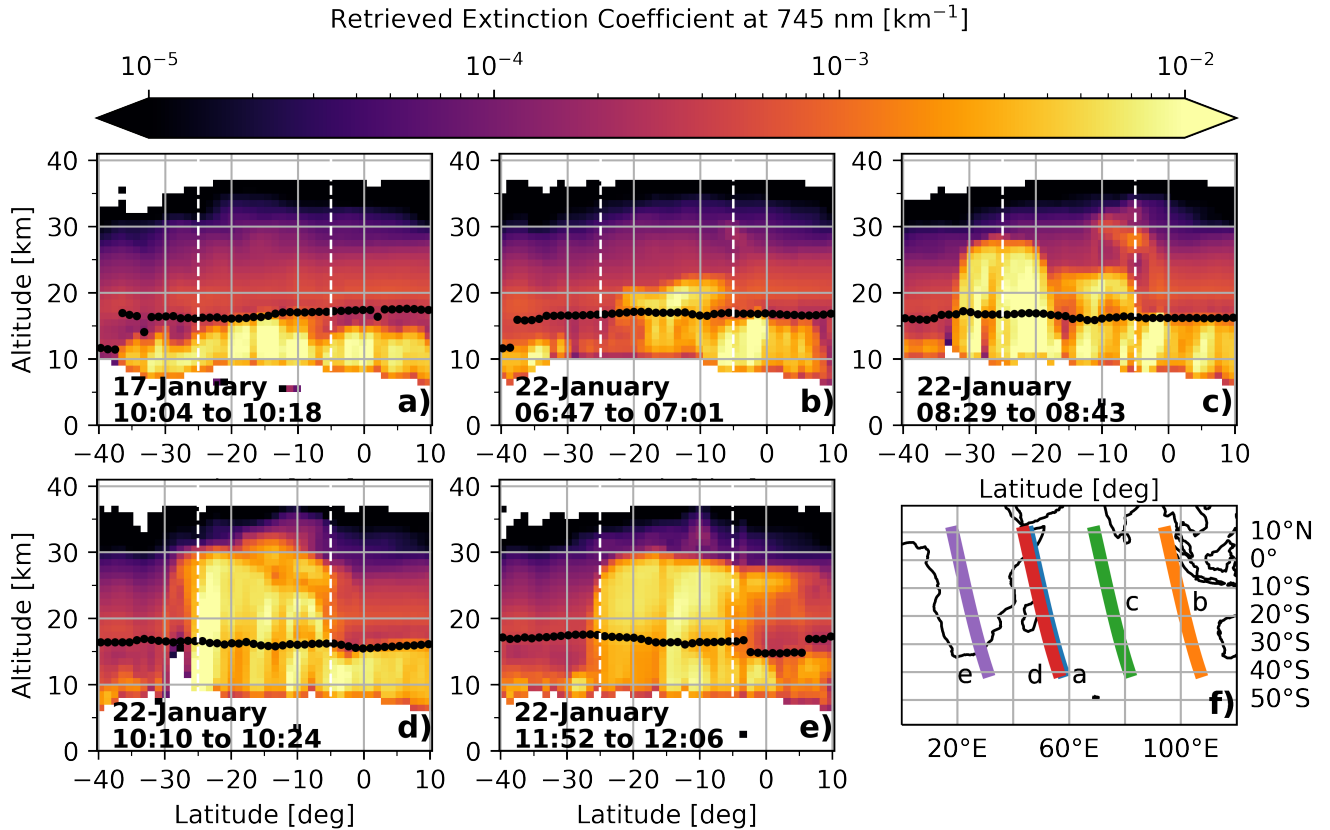 Retrieved Extinction Coefficient at 745 nm [km⁻¹]
10⁻⁵ 10⁻⁴ 10⁻³ 10⁻²
Altitude [km]
40
30
20
10
0
17-January
10:04 to 10:18
a)
−40 −30 −20 −10 0 10
40
30
20
10
0
22-January
06:47 to 07:01
b)
−40 −30 −20 −10 0 10
40
30
20
10
0
22-January
08:29 to 08:43
c)
−40 −30 −20 −10 0 10
Latitude [deg]
Altitude [km]
40
30
20
10
0
22-January
10:10 to 10:24
d)
−40 −30 −20 −10 0 10
Latitude [deg]
40
30
20
10
0
22-January
11:52 to 12:06
e)
−40 −30 −20 −10 0 10
Latitude [deg]
10°N
0°
10°S
20°S
30°S
40°S
50°S
c b
e d a
f)
20°E 60°E 100°E